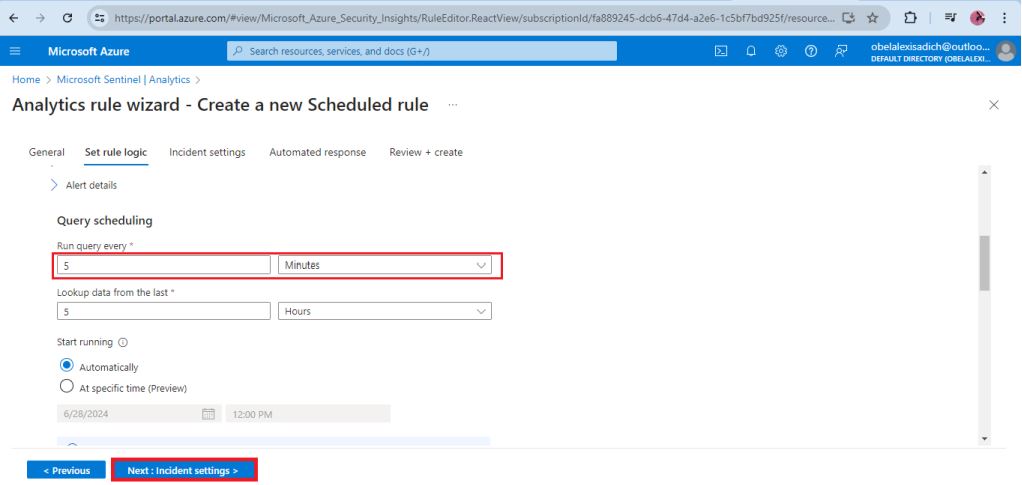 https://portal.azure.com/#view/Microsoft_Azure_Security_Insights/RuleEditor.ReactView/subscriptionId/fa889245-dcb6-47d4-a2e6-1c5bf7bd925f/resource...
Microsoft Azure
Search resources, services, and docs (G+/)
obelalexisadich@outloo...
DEFAULT DIRECTORY (OBELALEXI...
Home > Microsoft Sentinel | Analytics >
Analytics rule wizard - Create a new Scheduled rule ...
General Set rule logic Incident settings Automated response Review + create
Alert details
Query scheduling
Run query every *
5 Minutes
Lookup data from the last *
5 Hours
Start running
Automatically
At specific time (Preview)
6/28/2024 12:00 PM
< Previous Next : Incident settings >